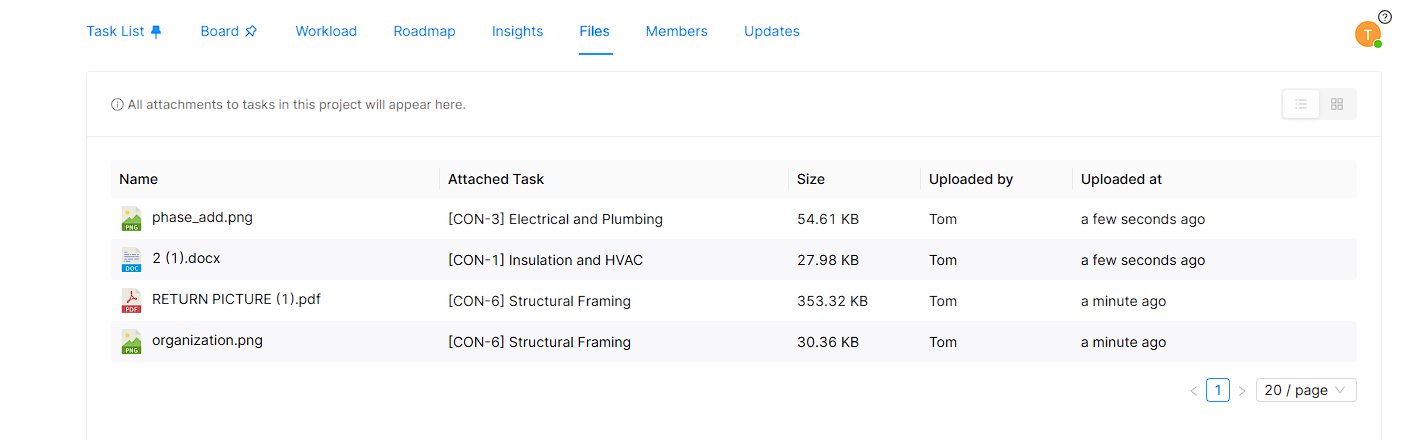 Task List Board Workload Roadmap Insights Files Members Updates
T
All attachments to tasks in this project will appear here.
Name Attached Task Size Uploaded by Uploaded at
PNG phase_add.png [CON-3] Electrical and Plumbing 54.61 KB Tom a few seconds ago
DOC 2 (1).docx [CON-1] Insulation and HVAC 27.98 KB Tom a few seconds ago
PDF RETURN PICTURE (1).pdf [CON-6] Structural Framing 353.32 KB Tom a minute ago
PNG organization.png [CON-6] Structural Framing 30.36 KB Tom a minute ago
< 1 > 20 / page